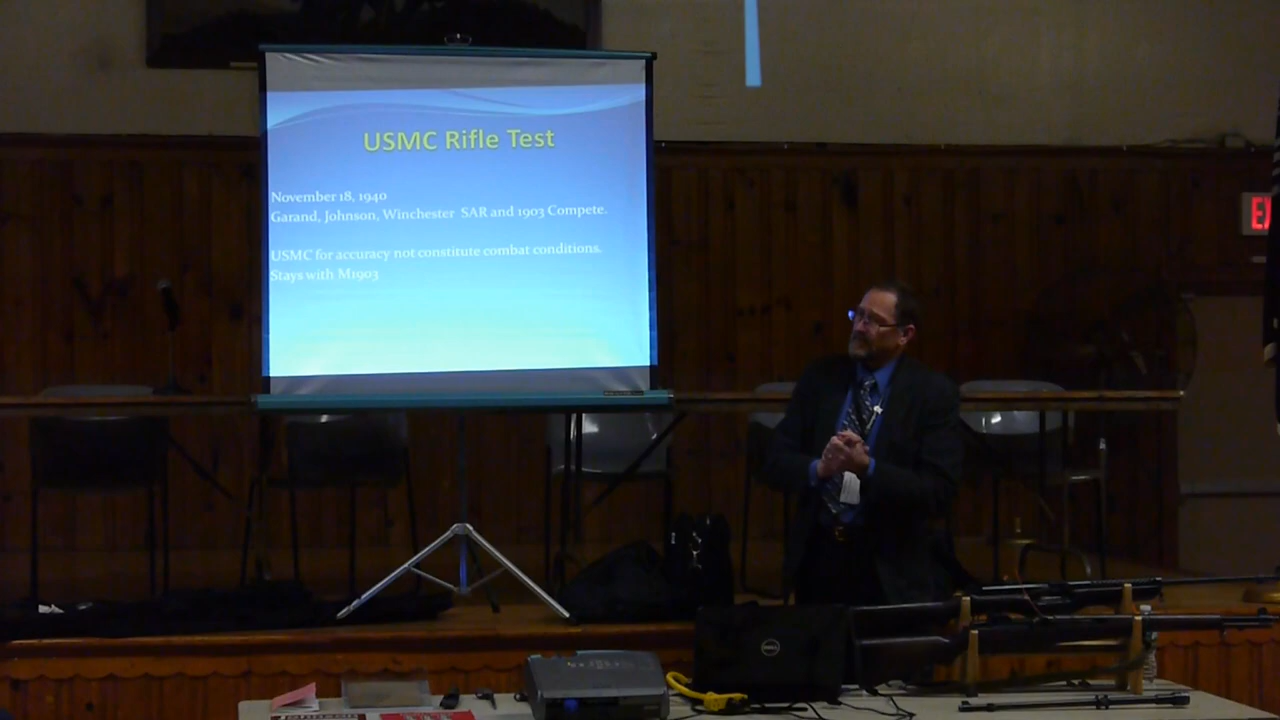 USMC Rifle Test
November 18, 1940
Garand, Johnson, Winchester SAR and 1903 Compete.
USMC for accuracy not constitute combat conditions.
Stays with M1903
DELL